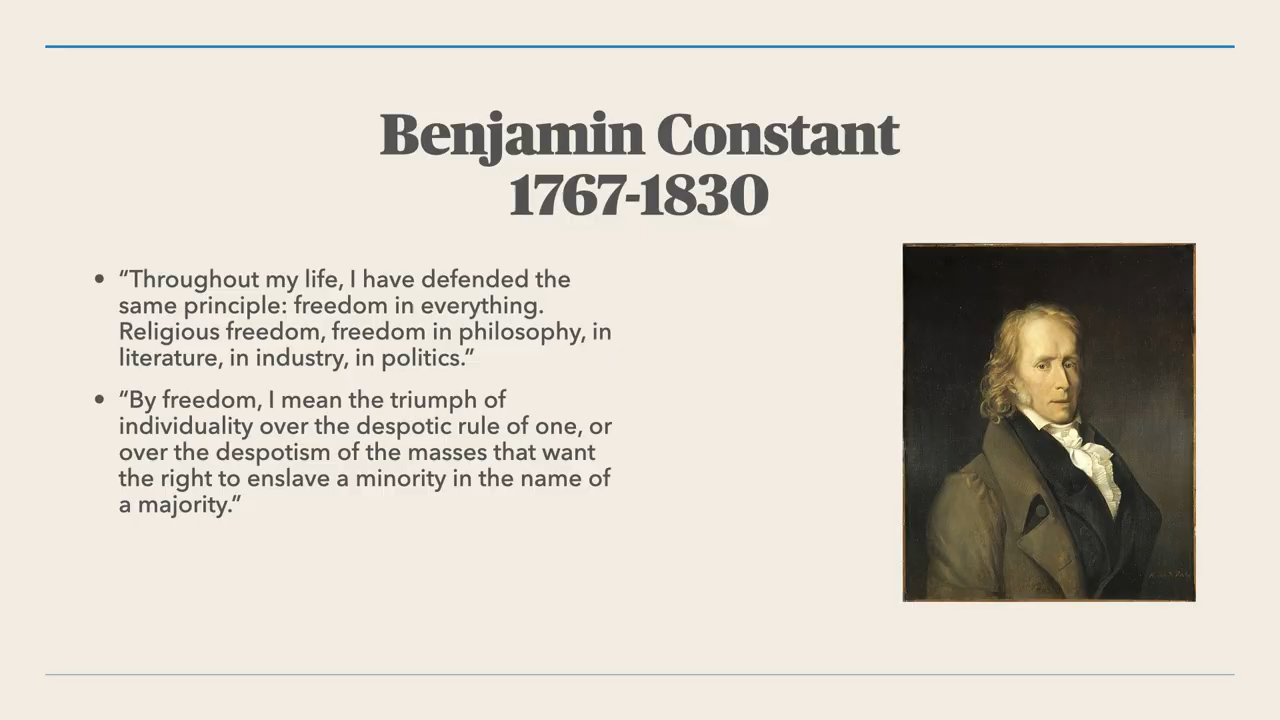 Benjamin Constant
1767-1830
• “Throughout my life, I have defended the
same principle: freedom in everything.
Religious freedom, freedom in philosophy, in
literature, in industry, in politics.”
• “By freedom, I mean the triumph of
individuality over the despotic rule of one, or
over the despotism of the masses that want
the right to enslave a minority in the name of
a majority.”